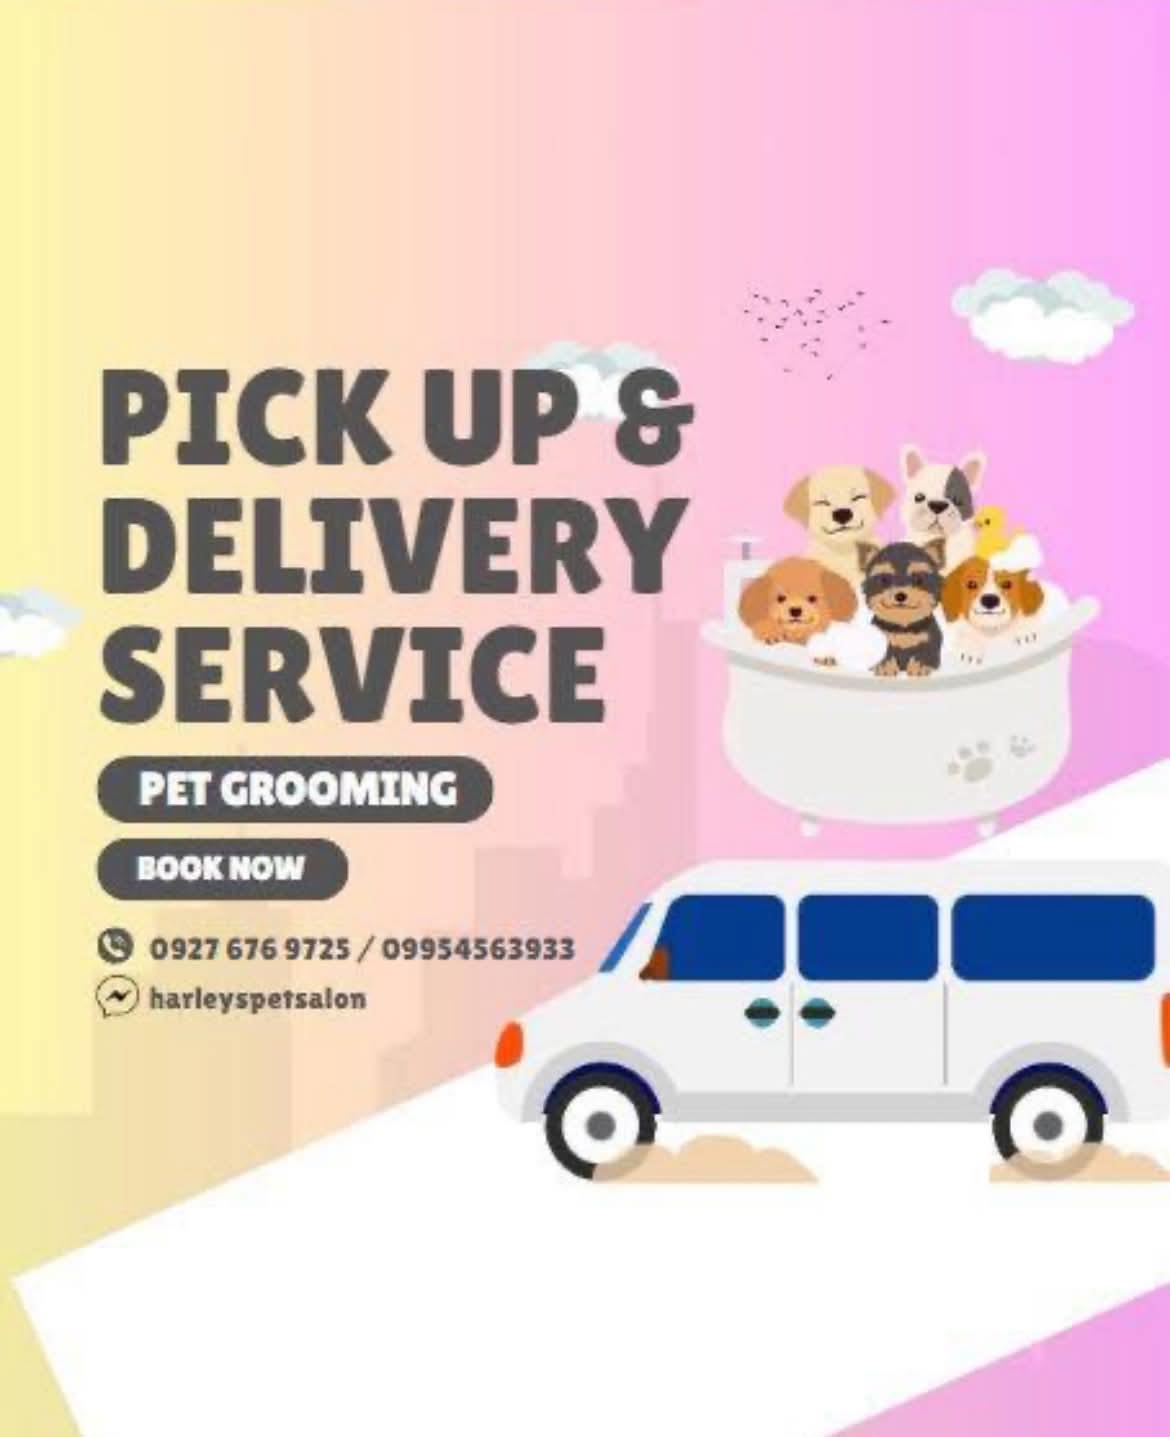 PICK UP &
DELIVERY
SERVICE
PET GROOMING
BOOK NOW
0927 676 9725 / 09954563933
harleyspetsalon